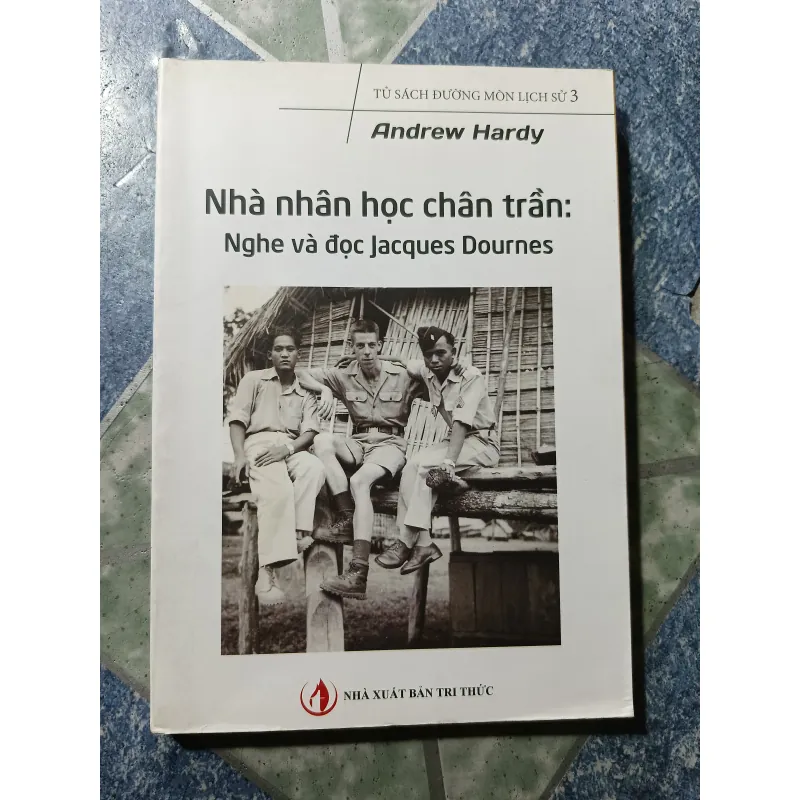 TỦ SÁCH ĐƯỜNG MÒN LỊCH SỬ 3
Andrew Hardy
Nhà nhân học chân trần:
Nghe và đọc Jacques Dournes
NHÀ XUẤT BẢN TRI THỨC